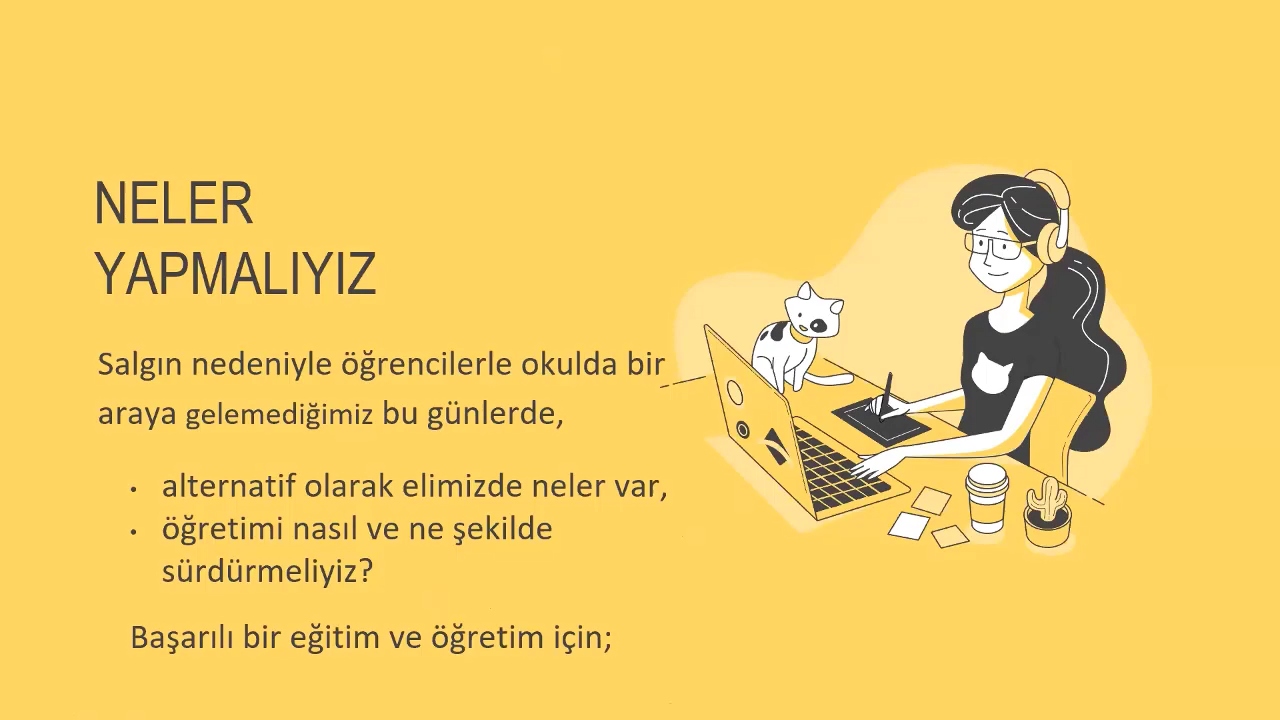 NELER
YAPMALIYIZ
Salgın nedeniyle öğrencilerle okulda bir
araya gelemediğimiz bu günlerde,
• alternatif olarak elimizde neler var,
• öğretimi nasıl ve ne şekilde
sürdürmeliyiz?
Başarılı bir eğitim ve öğretim için;